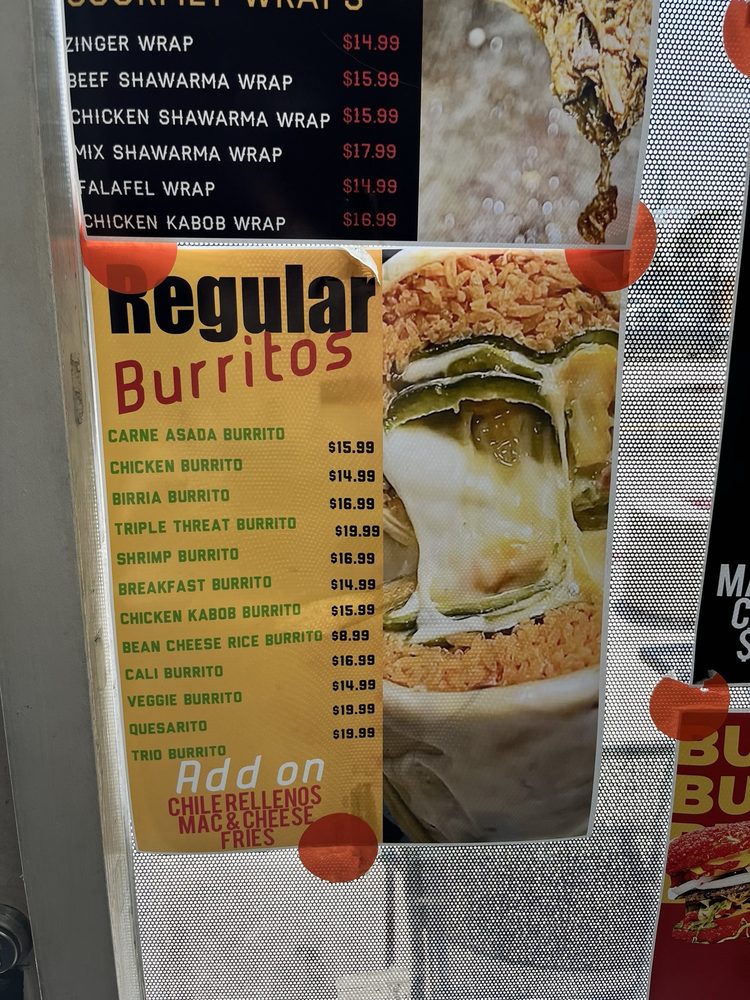 GOURMET WRAPS
ZINGER WRAP $14.99
BEEF SHAWARMA WRAP $15.99
CHICKEN SHAWARMA WRAP $15.99
MIX SHAWARMA WRAP $17.99
FALAFEL WRAP $14.99
CHICKEN KABOB WRAP $16.99
Regular
Burritos
CARNE ASADA BURRITO $15.99
CHICKEN BURRITO $14.99
BIRRIA BURRITO $16.99
TRIPLE THREAT BURRITO $19.99
SHRIMP BURRITO $16.99
BREAKFAST BURRITO $14.99
CHICKEN KABOB BURRITO $15.99
BEAN CHEESE RICE BURRITO $8.99
CALI BURRITO $16.99
VEGGIE BURRITO $14.99
QUESARITO $19.99
TRIO BURRITO $19.99
Add on
CHILE RELLENOS
MAC & CHEESE
FRIES
BU
BU